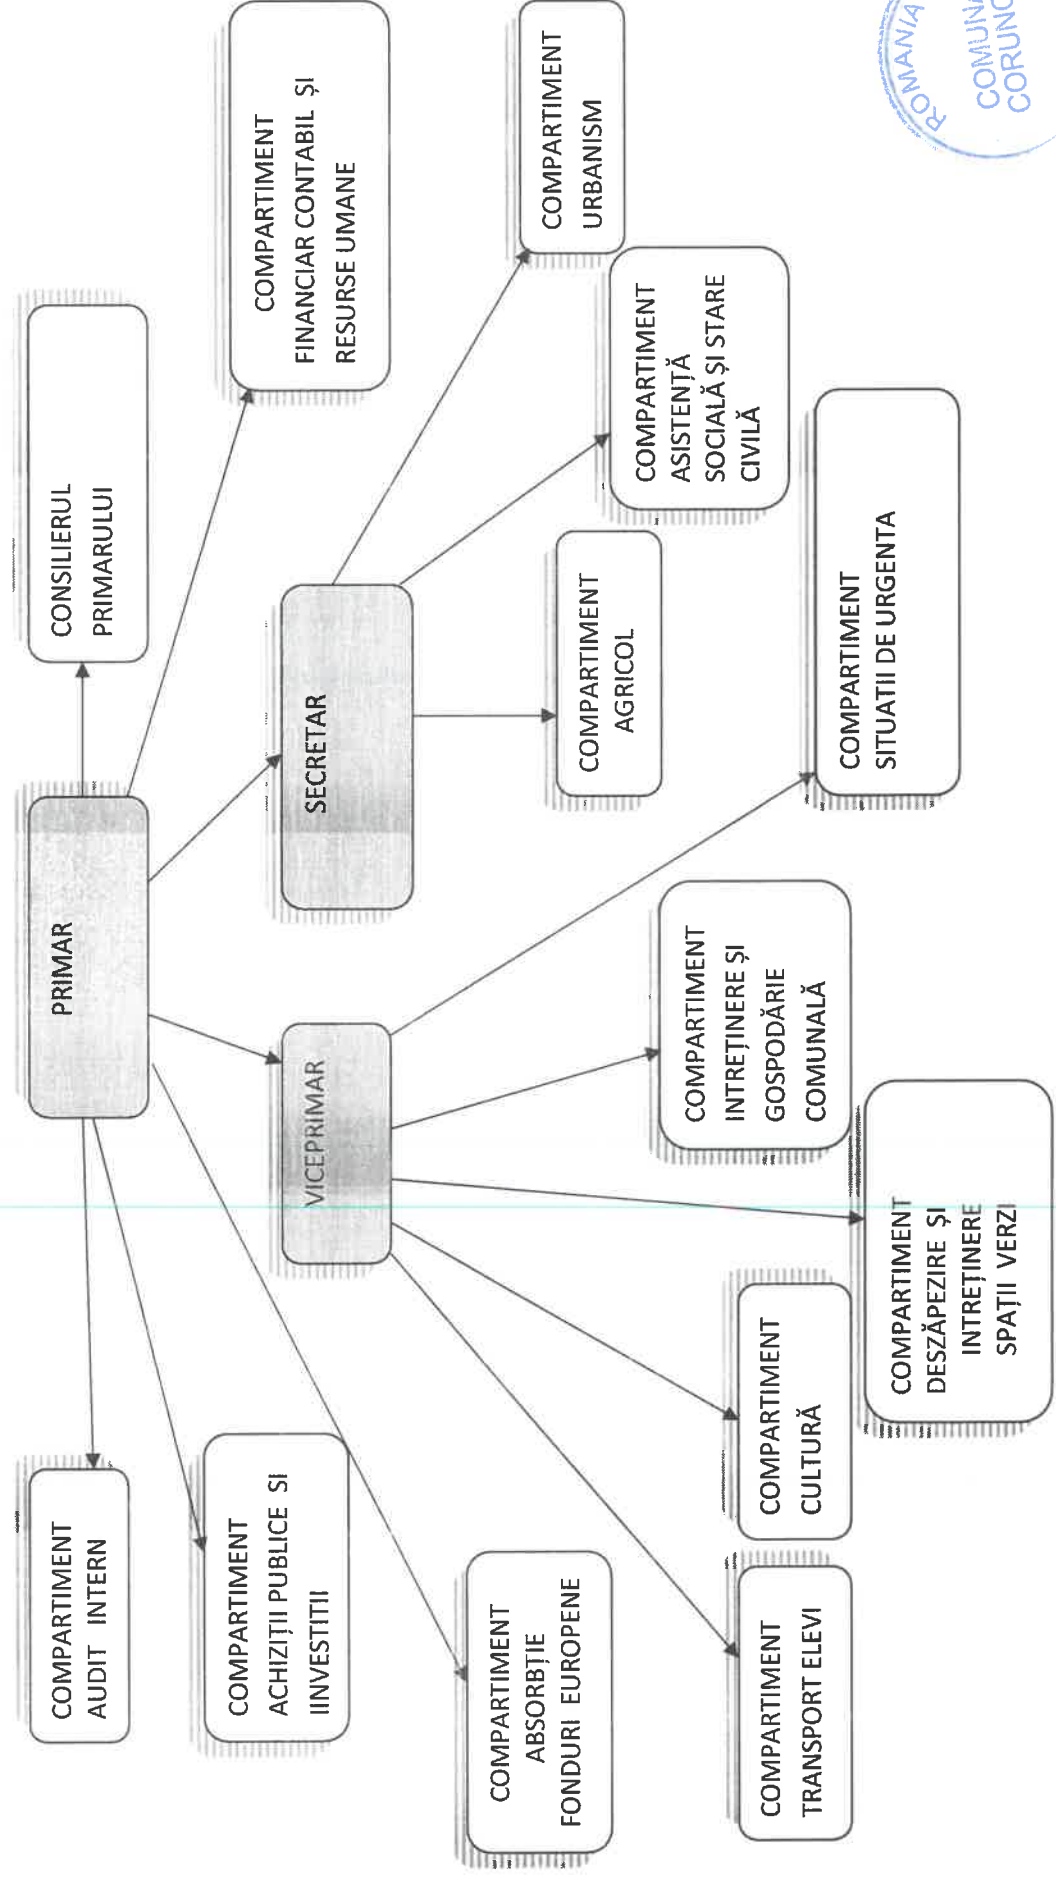 PRIMAR
CONSILIERUL
PRIMARULUI
COMPARTIMENT
AUDIT INTERN
COMPARTIMENT
ACHIZIȚII PUBLICE SI
IINVESTITII
COMPARTIMENT
FINANCIAR CONTABIL ȘI
RESURSE UMANE
VICEPRIMAR
SECRETAR
COMPARTIMENT
ABSORBȚIE
FONDURI EUROPENE
COMPARTIMENT
URBANISM
COMPARTIMENT
AGRICOL
COMPARTIMENT
ASISTENȚĂ
SOCIALĂ ȘI STARE
CIVILĂ
COMPARTIMENT
TRANSPORT ELEVI
COMPARTIMENT
CULTURĂ
COMPARTIMENT
INTREȚINERE ȘI
GOSPODĂRIE
COMUNALĂ
COMPARTIMENT
SITUATII DE URGENTA
COMPARTIMENT
DESZĂPEZIRE ȘI
INTREȚINERE
SPAȚII VERZI
ROMANIA